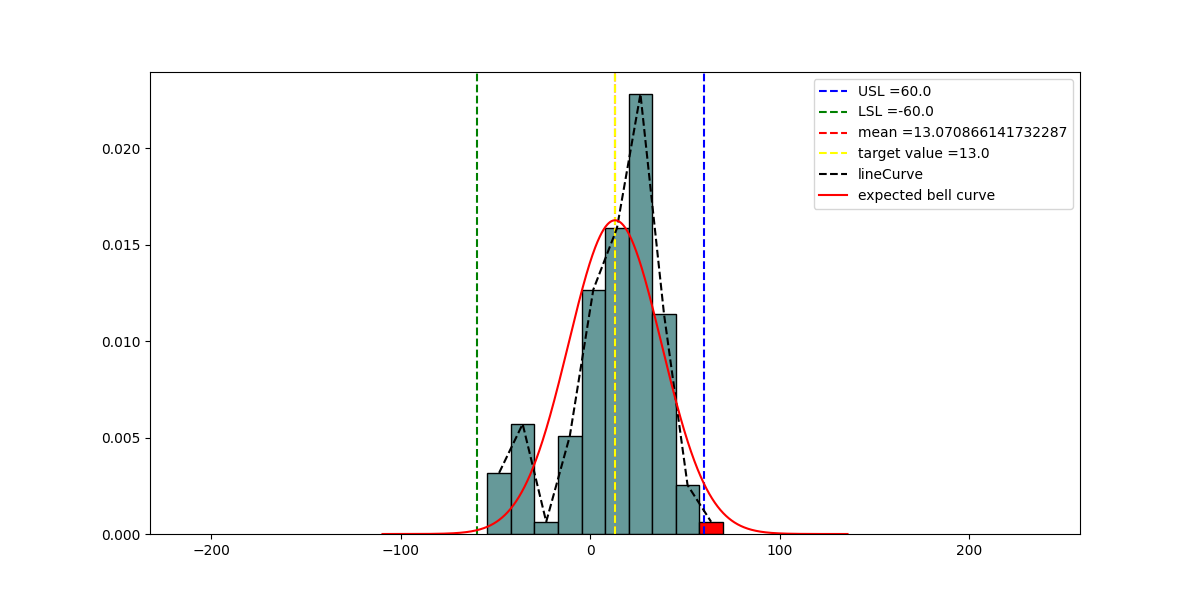 USL =60.0
LSL =-60.0
mean =13.070866141732287
target value =13.0
lineCurve
expected bell curve
0.020
0.015
0.010
0.005
0.000
−200
−100
0
100
200